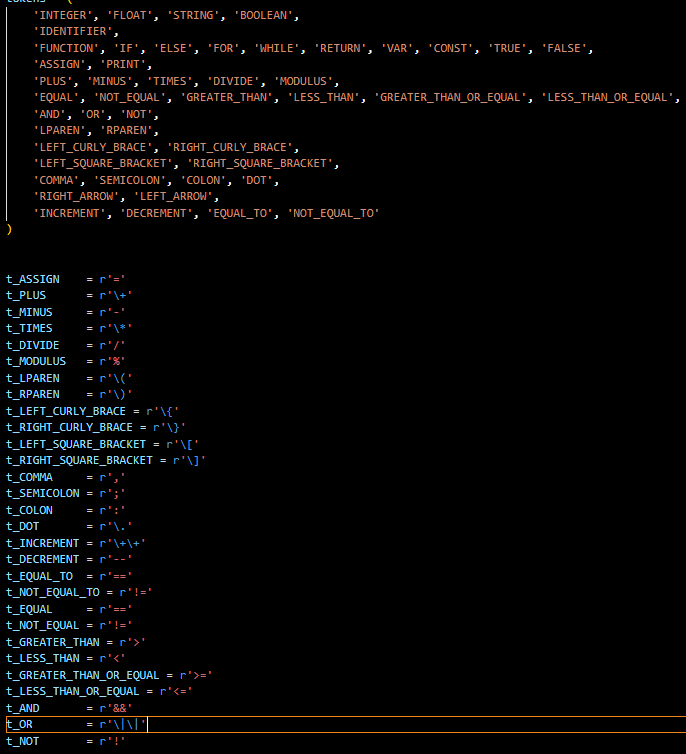 tokens = (
    'INTEGER', 'FLOAT', 'STRING', 'BOOLEAN',
    'IDENTIFIER',
    'FUNCTION', 'IF', 'ELSE', 'FOR', 'WHILE', 'RETURN', 'VAR', 'CONST', 'TRUE', 'FALSE',
    'ASSIGN', 'PRINT',
    'PLUS', 'MINUS', 'TIMES', 'DIVIDE', 'MODULUS',
    'EQUAL', 'NOT_EQUAL', 'GREATER_THAN', 'LESS_THAN', 'GREATER_THAN_OR_EQUAL', 'LESS_THAN_OR_EQUAL',
    'AND', 'OR', 'NOT',
    'LPAREN', 'RPAREN',
    'LEFT_CURLY_BRACE', 'RIGHT_CURLY_BRACE',
    'LEFT_SQUARE_BRACKET', 'RIGHT_SQUARE_BRACKET',
    'COMMA', 'SEMICOLON', 'COLON', 'DOT',
    'RIGHT_ARROW', 'LEFT_ARROW',
    'INCREMENT', 'DECREMENT', 'EQUAL_TO', 'NOT_EQUAL_TO'
)
t_ASSIGN    = r'='
t_PLUS      = r'\+'
t_MINUS     = r'-'
t_TIMES     = r'\*'
t_DIVIDE    = r'/'
t_MODULUS   = r'%'
t_LPAREN    = r'\('
t_RPAREN    = r'\)'
t_LEFT_CURLY_BRACE = r'\{'
t_RIGHT_CURLY_BRACE = r'\}'
t_LEFT_SQUARE_BRACKET = r'\['
t_RIGHT_SQUARE_BRACKET = r'\]'
t_COMMA     = r','
t_SEMICOLON = r';'
t_COLON     = r':'
t_DOT       = r'\.'
t_INCREMENT = r'\+\+'
t_DECREMENT = r'--'
t_EQUAL_TO  = r'=='
t_NOT_EQUAL_TO = r'!='
t_EQUAL     = r'=='
t_NOT_EQUAL = r'!='
t_GREATER_THAN = r'>'
t_LESS_THAN = r'<'
t_GREATER_THAN_OR_EQUAL = r'>='
t_LESS_THAN_OR_EQUAL = r'<='
t_AND       = r'&&'
t_OR        = r'\|\|'
t_NOT       = r'!'